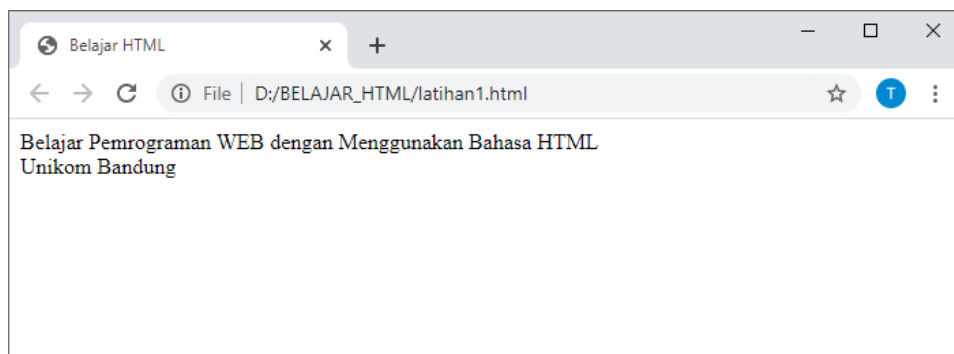 Belajar HTML
File | D:/BELAJAR_HTML/latihan1.html
T
Belajar Pemrograman WEB dengan Menggunakan Bahasa HTML
Unikom Bandung